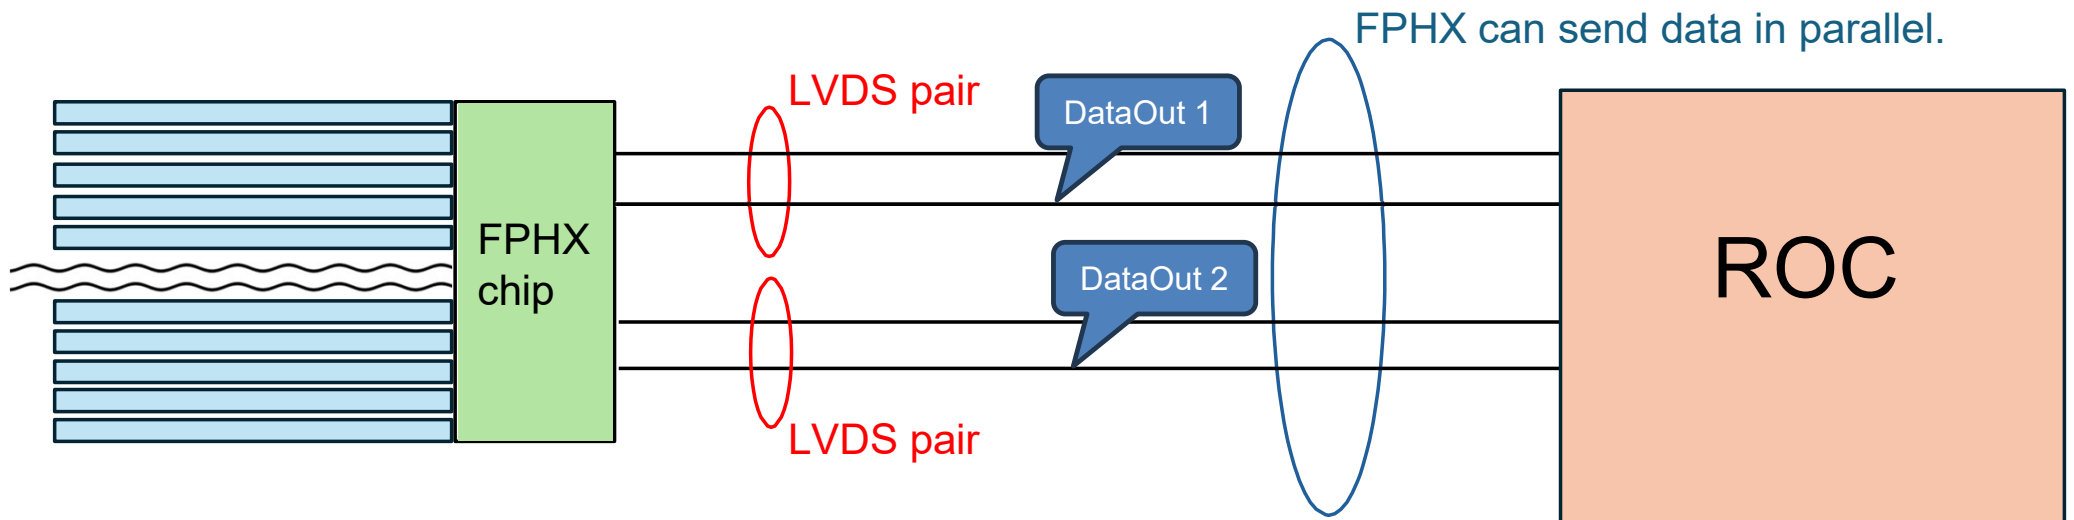 FPHX can send data in parallel.
LVDS pair
DataOut 1
FPHX
chip
ROC
DataOut 2
LVDS pair